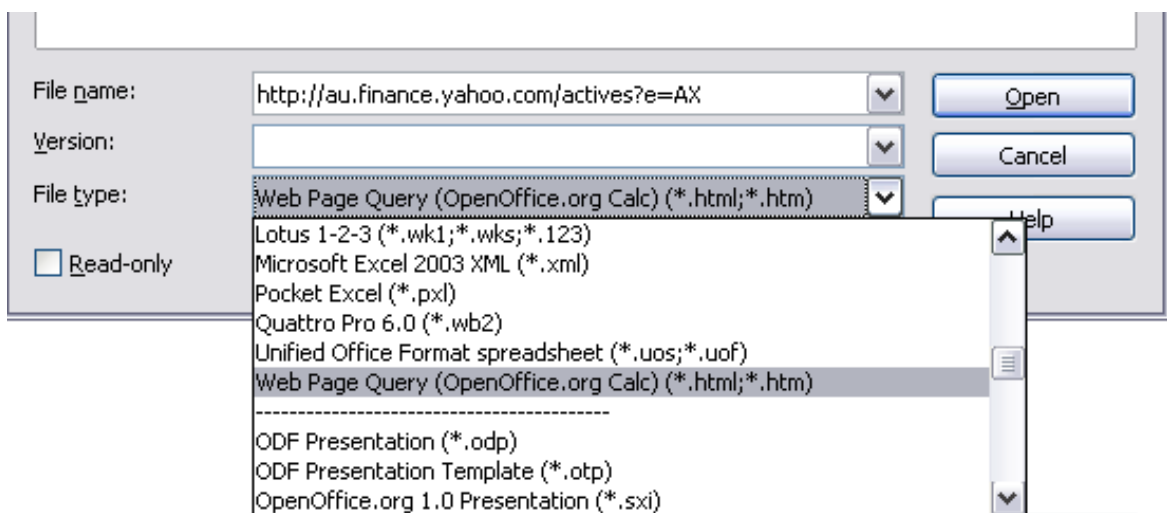 File name:
http://au.finance.yahoo.com/actives?e=AX
Open
Version:
Cancel
File type:
Web Page Query (OpenOffice.org Calc) (*.html;*.htm)
Help
Read-only
Lotus 1-2-3 (*.wk1;*.wks;*.123)
Microsoft Excel 2003 XML (*.xml)
Pocket Excel (*.pxl)
Quattro Pro 6.0 (*.wb2)
Unified Office Format spreadsheet (*.uos;*.uof)
Web Page Query (OpenOffice.org Calc) (*.html;*.htm)
------------------------------------------
ODF Presentation (*.odp)
ODF Presentation Template (*.otp)
OpenOffice.org 1.0 Presentation (*.sxi)